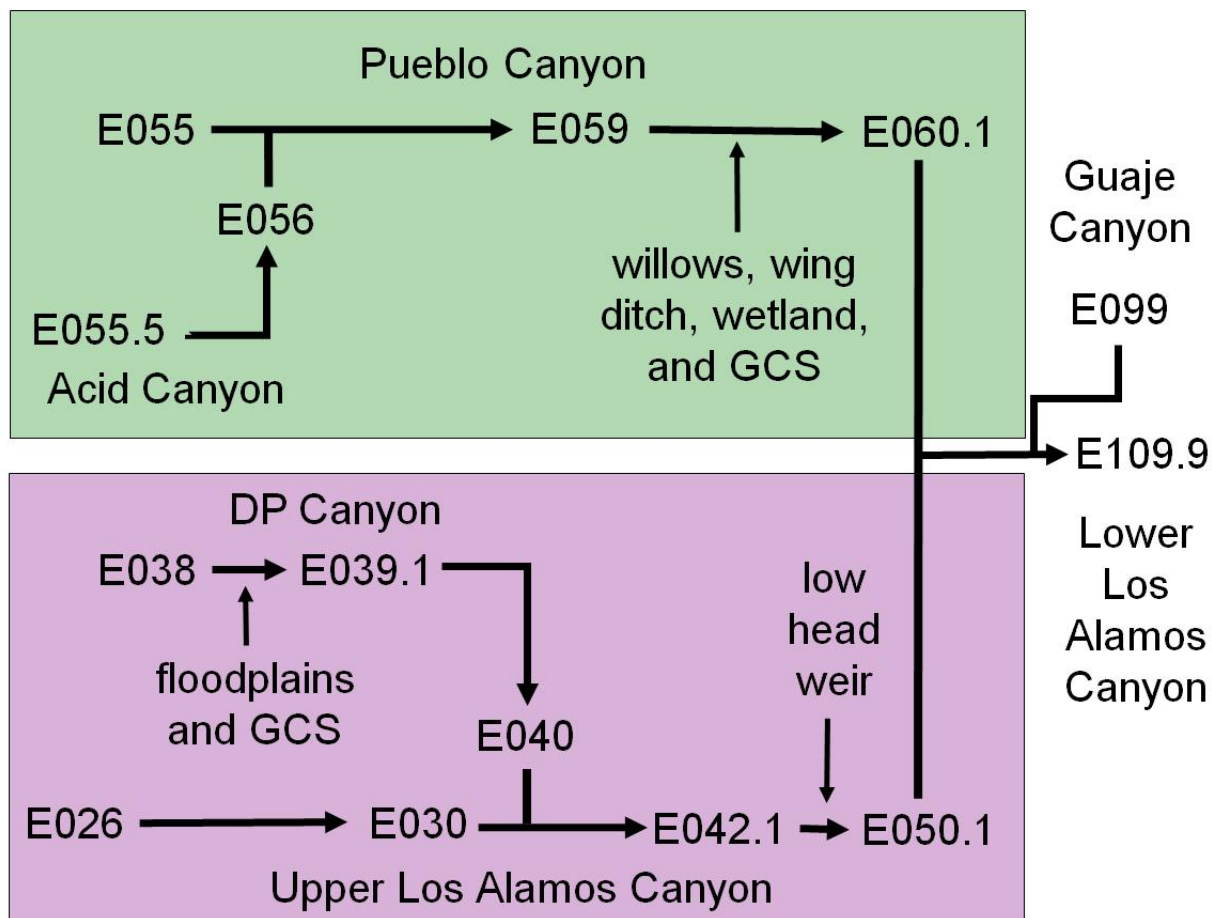 Pueblo Canyon
E055
E059
E060.1
E056
E055.5
Acid Canyon
willows, wing
ditch, wetland,
and GCS
Guaje
Canyon
E099
E109.9
Lower
Los
Alamos
Canyon
DP Canyon
E038
E039.1
floodplains
and GCS
E040
low
head
weir
E026
E030
E042.1
E050.1
Upper Los Alamos Canyon